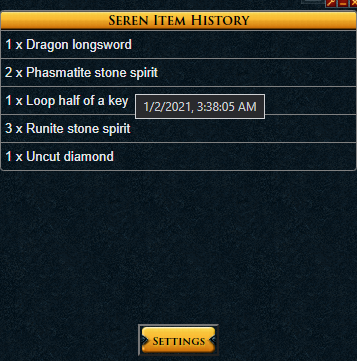 Seren Item History
1 x Dragon longsword
2 x Phasmatite stone spirit
1 x Loop half of a key
1/2/2021, 3:38:05 AM
3 x Runite stone spirit
1 x Uncut diamond
Settings